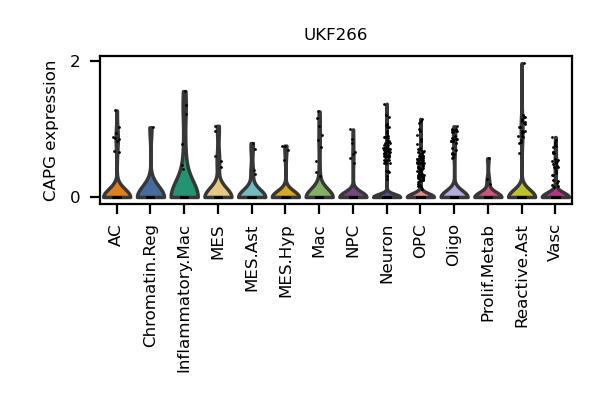 UKF266
CAPG expression
2
0
AC
Chromatin.Reg
Inflammatory.Mac
MES
MES.Ast
MES.Hyp
Mac
NPC
Neuron
OPC
Oligo
Prolif.Metab
Reactive.Ast
Vasc